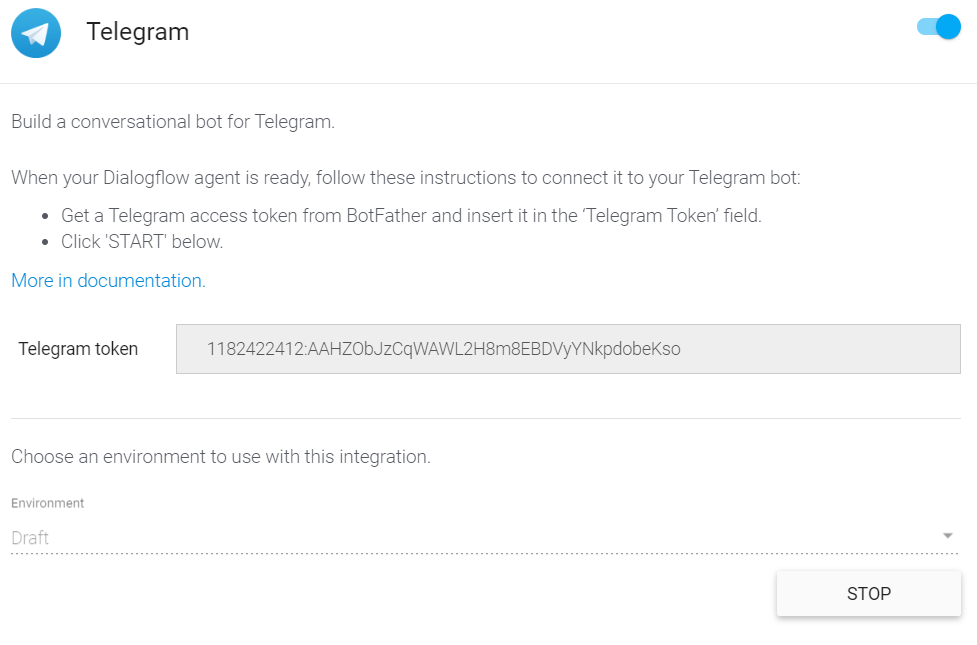 Telegram
Build a conversational bot for Telegram.
When your Dialogflow agent is ready, follow these instructions to connect it to your Telegram bot:
• Get a Telegram access token from BotFather and insert it in the ‘Telegram Token’ field.
• Click 'START' below.
More in documentation.
Telegram token 1182422412:AAHZObJzCqWAWL2H8m8EBDVyYNkpdobeKso
Choose an environment to use with this integration.
Environment
Draft
STOP